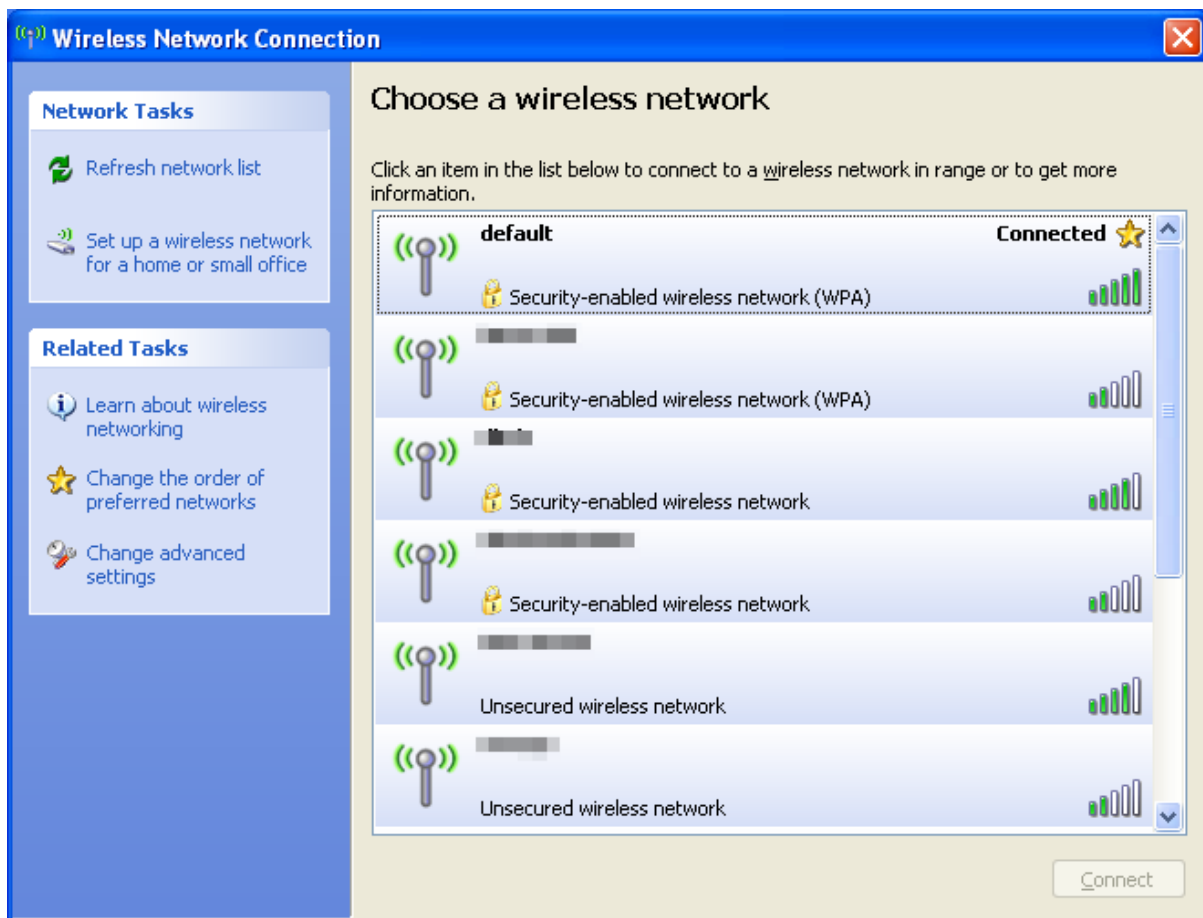 Wireless Network Connection
Network Tasks
Refresh network list
Set up a wireless network
for a home or small office
Related Tasks
Learn about wireless
networking
Change the order of
preferred networks
Change advanced
settings
Choose a wireless network
Click an item in the list below to connect to a wireless network in range or to get more
information.
default
Connected
Security-enabled wireless network (WPA)
Security-enabled wireless network (WPA)
Security-enabled wireless network
Security-enabled wireless network
Unsecured wireless network
Unsecured wireless network
Connect